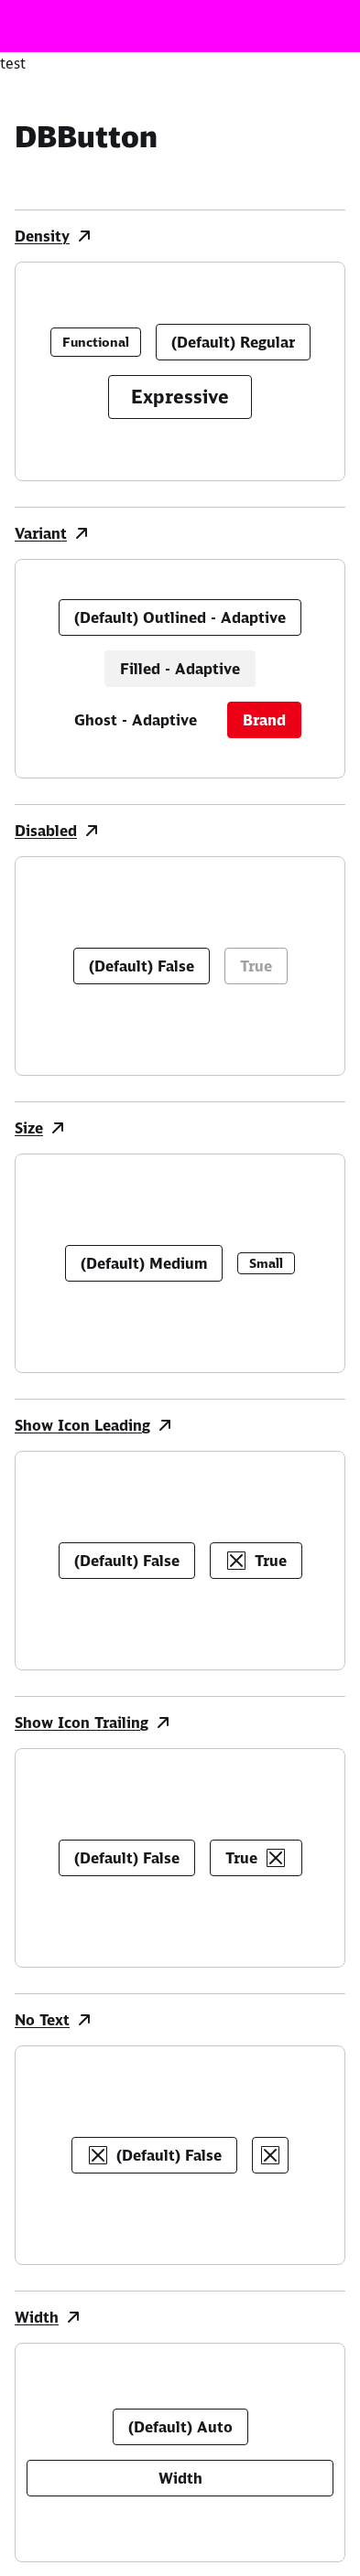 test
DBButton
Density
Functional
(Default) Regular
Expressive
Variant
(Default) Outlined - Adaptive
Filled - Adaptive
Ghost - Adaptive
Brand
Disabled
(Default) False
True
Size
(Default) Medium
Small
Show Icon Leading
(Default) False
True
Show Icon Trailing
(Default) False
True
No Text
(Default) False
Width
(Default) Auto
Width